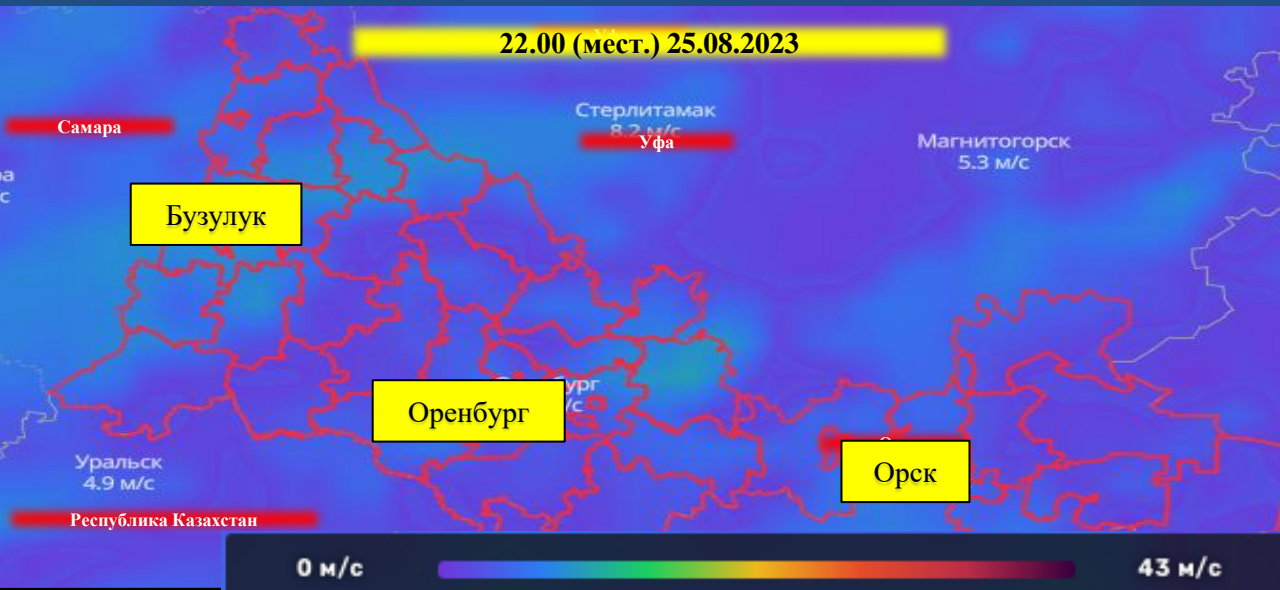 22.00 (мест.) 25.08.2023
Стерлитамак
8.2 м/с
Самара
Уфа
Магнитогорск
5.3 м/с
Бузулук
Оренбург
Орск
Уральск
4.9 м/с
Республика Казахстан
0 м/с
43 м/с